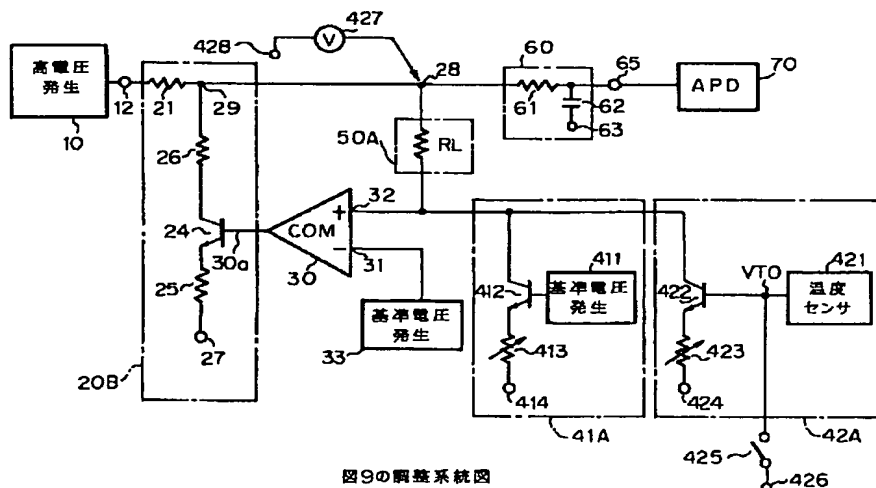 427
428
V
28
60
65
高電圧
発生
10
12
21
29
61
62
63
APD
70
50A
RL
26
24
25
27
30a
COM
+
−
32
31
30
基準電圧
発生
33
20B
411
基準電圧
発生
412
413
414
41A
VTO
421
温度
センサ
422
423
424
42A
425
426
図9の調整系統図